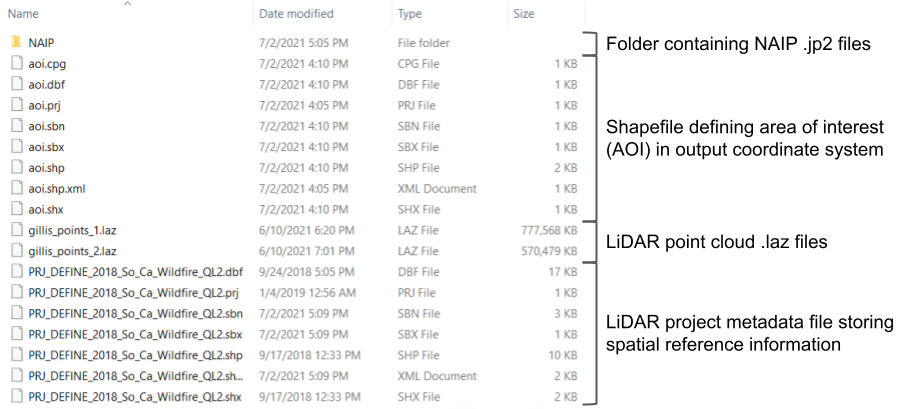 Name Date modified Type Size
NAIP 7/2/2021 5:05 PM File folder
Folder containing NAIP .jp2 files
aoi.cpg 7/2/2021 4:10 PM CPG File 1 KB
aoi.dbf 7/2/2021 4:10 PM DBF File 1 KB
aoi.prj 7/2/2021 4:05 PM PRJ File 1 KB
aoi.sbn 7/2/2021 4:10 PM SBN File 1 KB
aoi.sbx 7/2/2021 4:10 PM SBX File 1 KB
aoi.shp 7/2/2021 4:10 PM SHP File 2 KB
aoi.shp.xml 7/2/2021 4:05 PM XML Document 1 KB
aoi.shx 7/2/2021 4:10 PM SHX File 1 KB
Shapefile defining area of interest
(AOI) in output coordinate system
gillis_points_1.laz 6/10/2021 6:20 PM LAZ File 777,568 KB
gillis_points_2.laz 6/10/2021 7:01 PM LAZ File 570,479 KB
LiDAR point cloud .laz files
PRJ_DEFINE_2018_So_Ca_Wildfire_QL2.dbf 9/24/2018 5:05 PM DBF File 17 KB
PRJ_DEFINE_2018_So_Ca_Wildfire_QL2.prj 1/4/2019 12:56 AM PRJ File 1 KB
PRJ_DEFINE_2018_So_Ca_Wildfire_QL2.sbn 7/2/2021 5:09 PM SBN File 3 KB
PRJ_DEFINE_2018_So_Ca_Wildfire_QL2.sbx 7/2/2021 5:09 PM SBX File 1 KB
PRJ_DEFINE_2018_So_Ca_Wildfire_QL2.shp 9/17/2018 12:33 PM SHP File 10 KB
PRJ_DEFINE_2018_So_Ca_Wildfire_QL2.sh... 7/2/2021 5:09 PM XML Document 2 KB
PRJ_DEFINE_2018_So_Ca_Wildfire_QL2.shx 9/17/2018 12:33 PM SHX File 2 KB
LiDAR project metadata file storing
spatial reference information